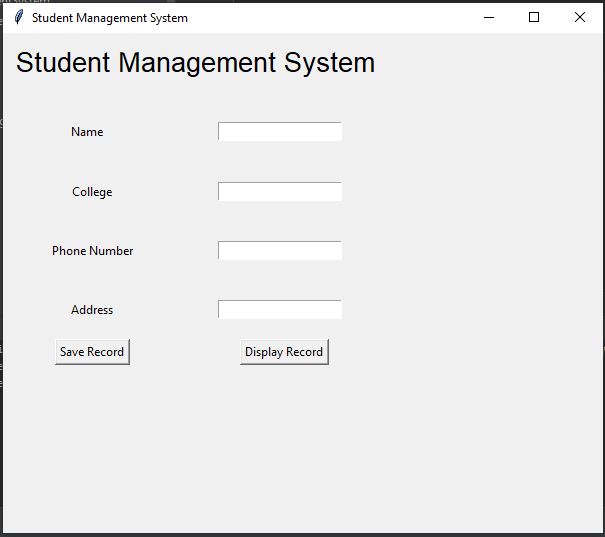 Student Management System
Student Management System
Name
College
Phone Number
Address
Save Record Display Record